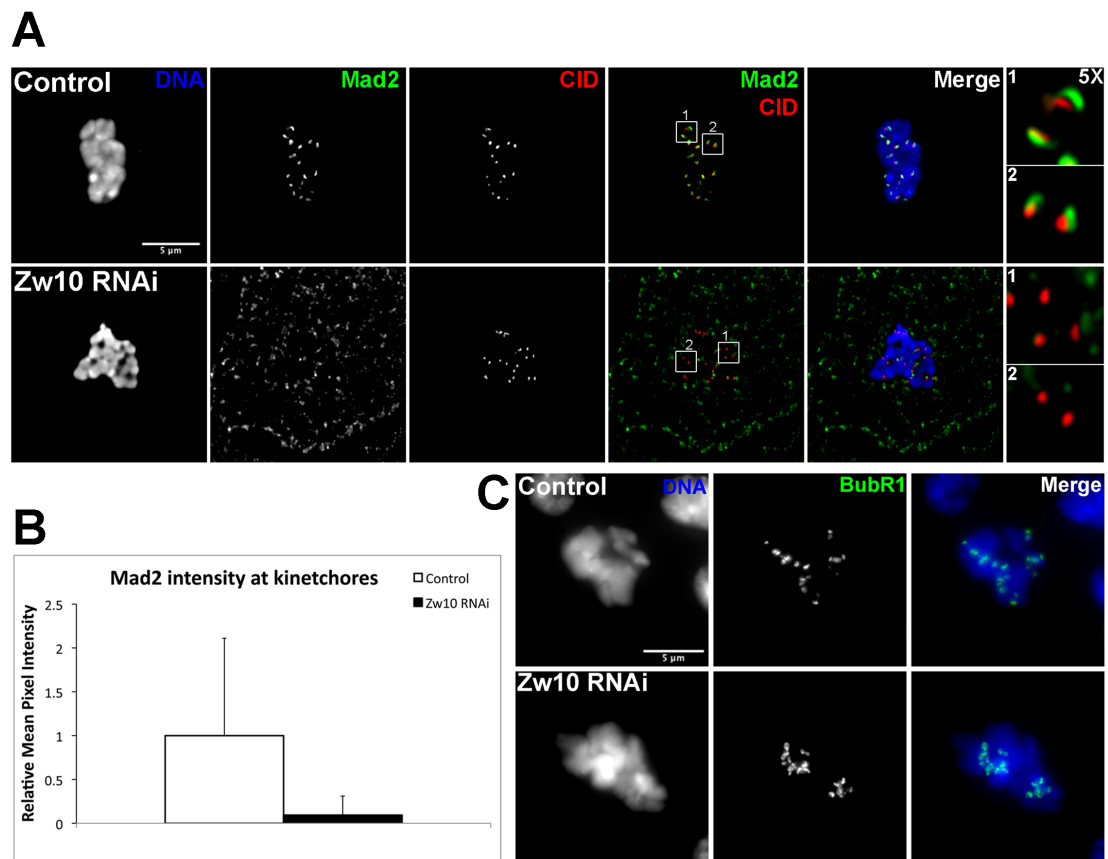 A
Control DNA Mad2 CID Mad2 CID Merge 1 5X
1 2
2
5 µm
Zw10 RNAi 1
1 2
2
B
Mad2 intensity at kinetchores
Control
Zw10 RNAi
Relative Mean Pixel Intensity
2.5
2
1.5
1
0.5
0
C
Control DNA BubR1 Merge
5 µm
Zw10 RNAi